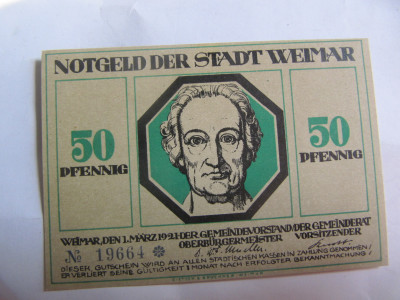 NOTGELD DER STADT WEIMAR
50
PFENNIG
50
PFENNIG
WEIMAR, DEN 1. MÄRZ 1921. DER GEMEINDEVORSTAND. DER GEMEINDERAT
OBERBÜRGERMEISTER VORSITZENDER
№ 19664
DIESER GUTSCHEIN WIRD AN ALLEN STÄDTISCHEN KASSEN IN ZAHLUNG GENOMMEN/
ER VERLIERT SEINE GÜLTIGKEIT 1 MONAT NACH ERFOLGTER BEKANNTMACHUNG/